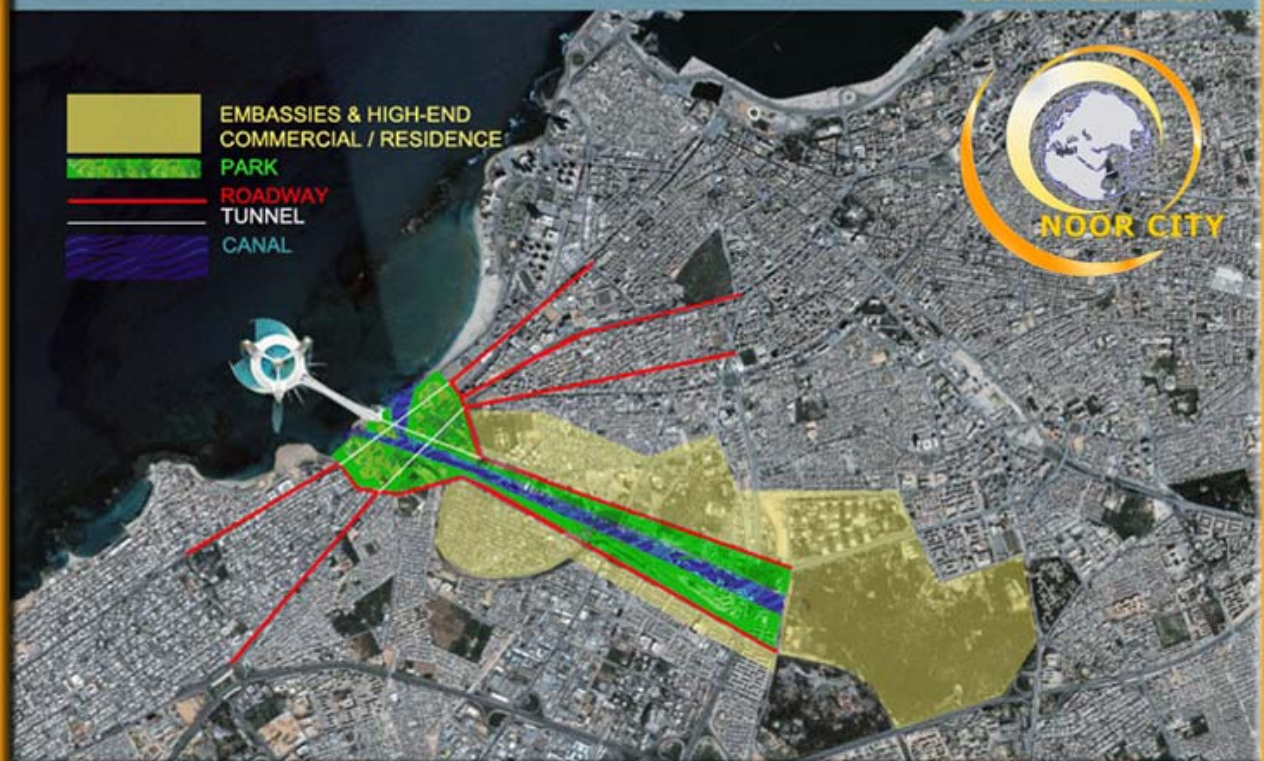 EMBASSIES & HIGH-END
COMMERCIAL / RESIDENCE
PARK
ROADWAY
TUNNEL
CANAL
NOOR CITY